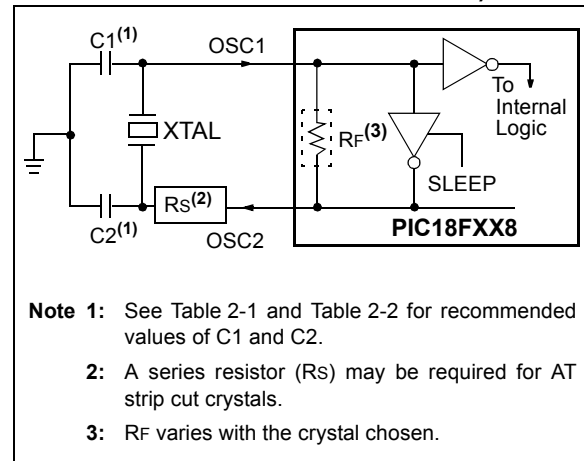 C1(1)
OSC1
To
Internal
Logic
XTAL
RF(3)
SLEEP
C2(1)
RS(2)
OSC2
PIC18FXX8
Note 1: See Table 2-1 and Table 2-2 for recommended
values of C1 and C2.
2: A series resistor (RS) may be required for AT
strip cut crystals.
3: RF varies with the crystal chosen.